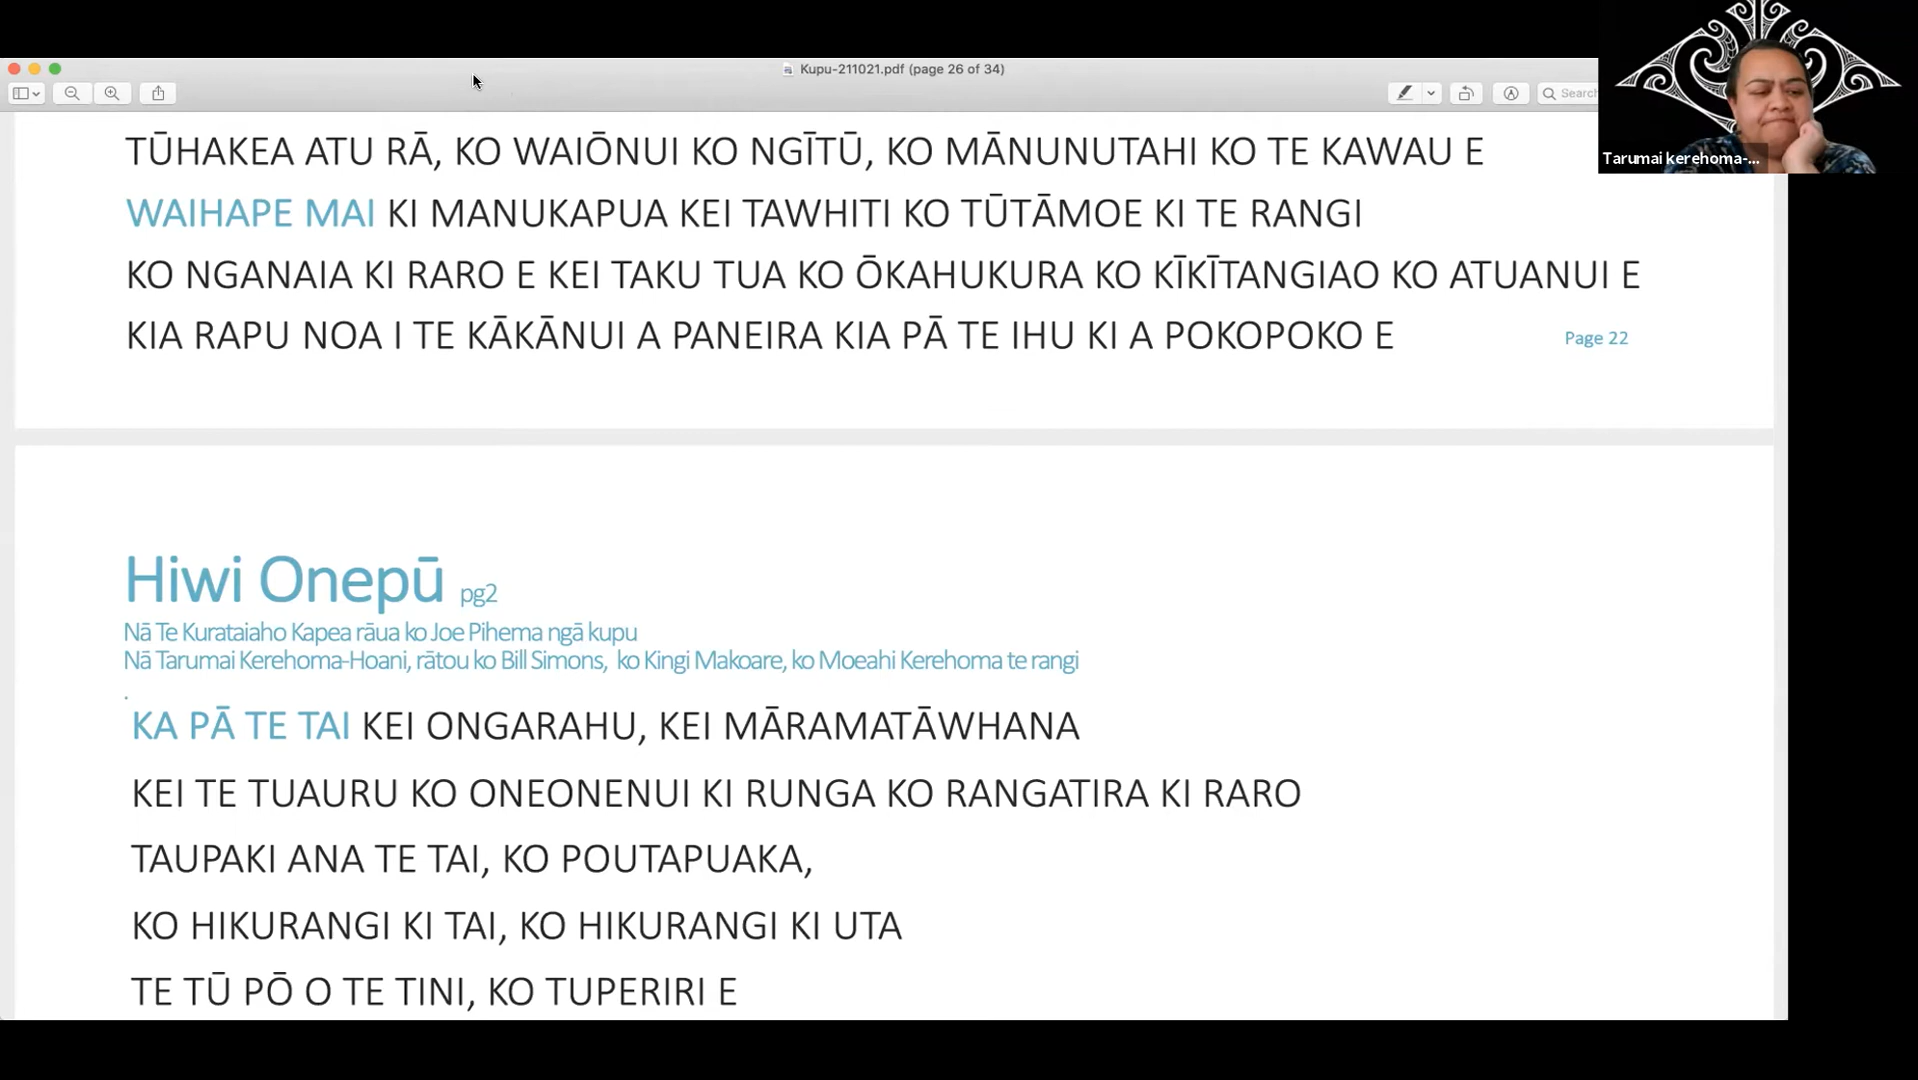 Kupu-211021.pdf (page 26 of 34)
Search
Tarumai kerehoma-...
TŪHAKEA ATU RĀ, KO WAIŌNUI KO NGĪTŪ, KO MĀNUNUTAHI KO TE KAWAU E
WAIHAPE MAI KI MANUKAPUA KEI TAWHITI KO TŪTĀMOE KI TE RANGI
KO NGANAIA KI RARO E KEI TAKU TUA KO ŌKAHUKURA KO KĪKĪTANGIAO KO ATUANUI E
KIA RAPU NOA I TE KĀKĀNUI A PANEIRA KIA PĀ TE IHU KI A POKOPOKO E
Page 22
Hiwi Onepū pg2
Nā Te Kurataiaho Kapea rāua ko Joe Pihema ngā kupu
Nā Tarumai Kerehoma-Hoani, rātou ko Bill Simons, ko Kingi Makoare, ko Moeahi Kerehoma te rangi
.
KA PĀ TE TAI KEI ONGARAHU, KEI MĀRAMATĀWHANA
KEI TE TUAURU KO ONEONENUI KI RUNGA KO RANGATIRA KI RARO
TAUPAKI ANA TE TAI, KO POUTAPUAKA,
KO HIKURANGI KI TAI, KO HIKURANGI KI UTA
TE TŪ PŌ O TE TINI, KO TUPERIRI E